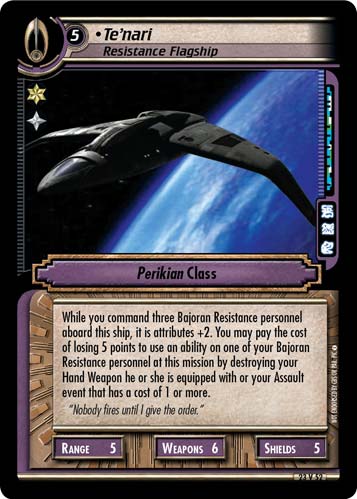 5
•Te'nari
Resistance Flagship
Perikian Class
While you command three Bajoran Resistance personnel
aboard this ship, it is attributes +2. You may pay the cost
of losing 5 points to use an ability on one of your Bajoran
Resistance personnel at this mission by destroying your
Hand Weapon he or she is equipped with or your Assault
event that has a cost of 1 or more.
"Nobody fires until I give the order."
RANGE 5 WEAPONS 6 SHIELDS 5
23 V 52